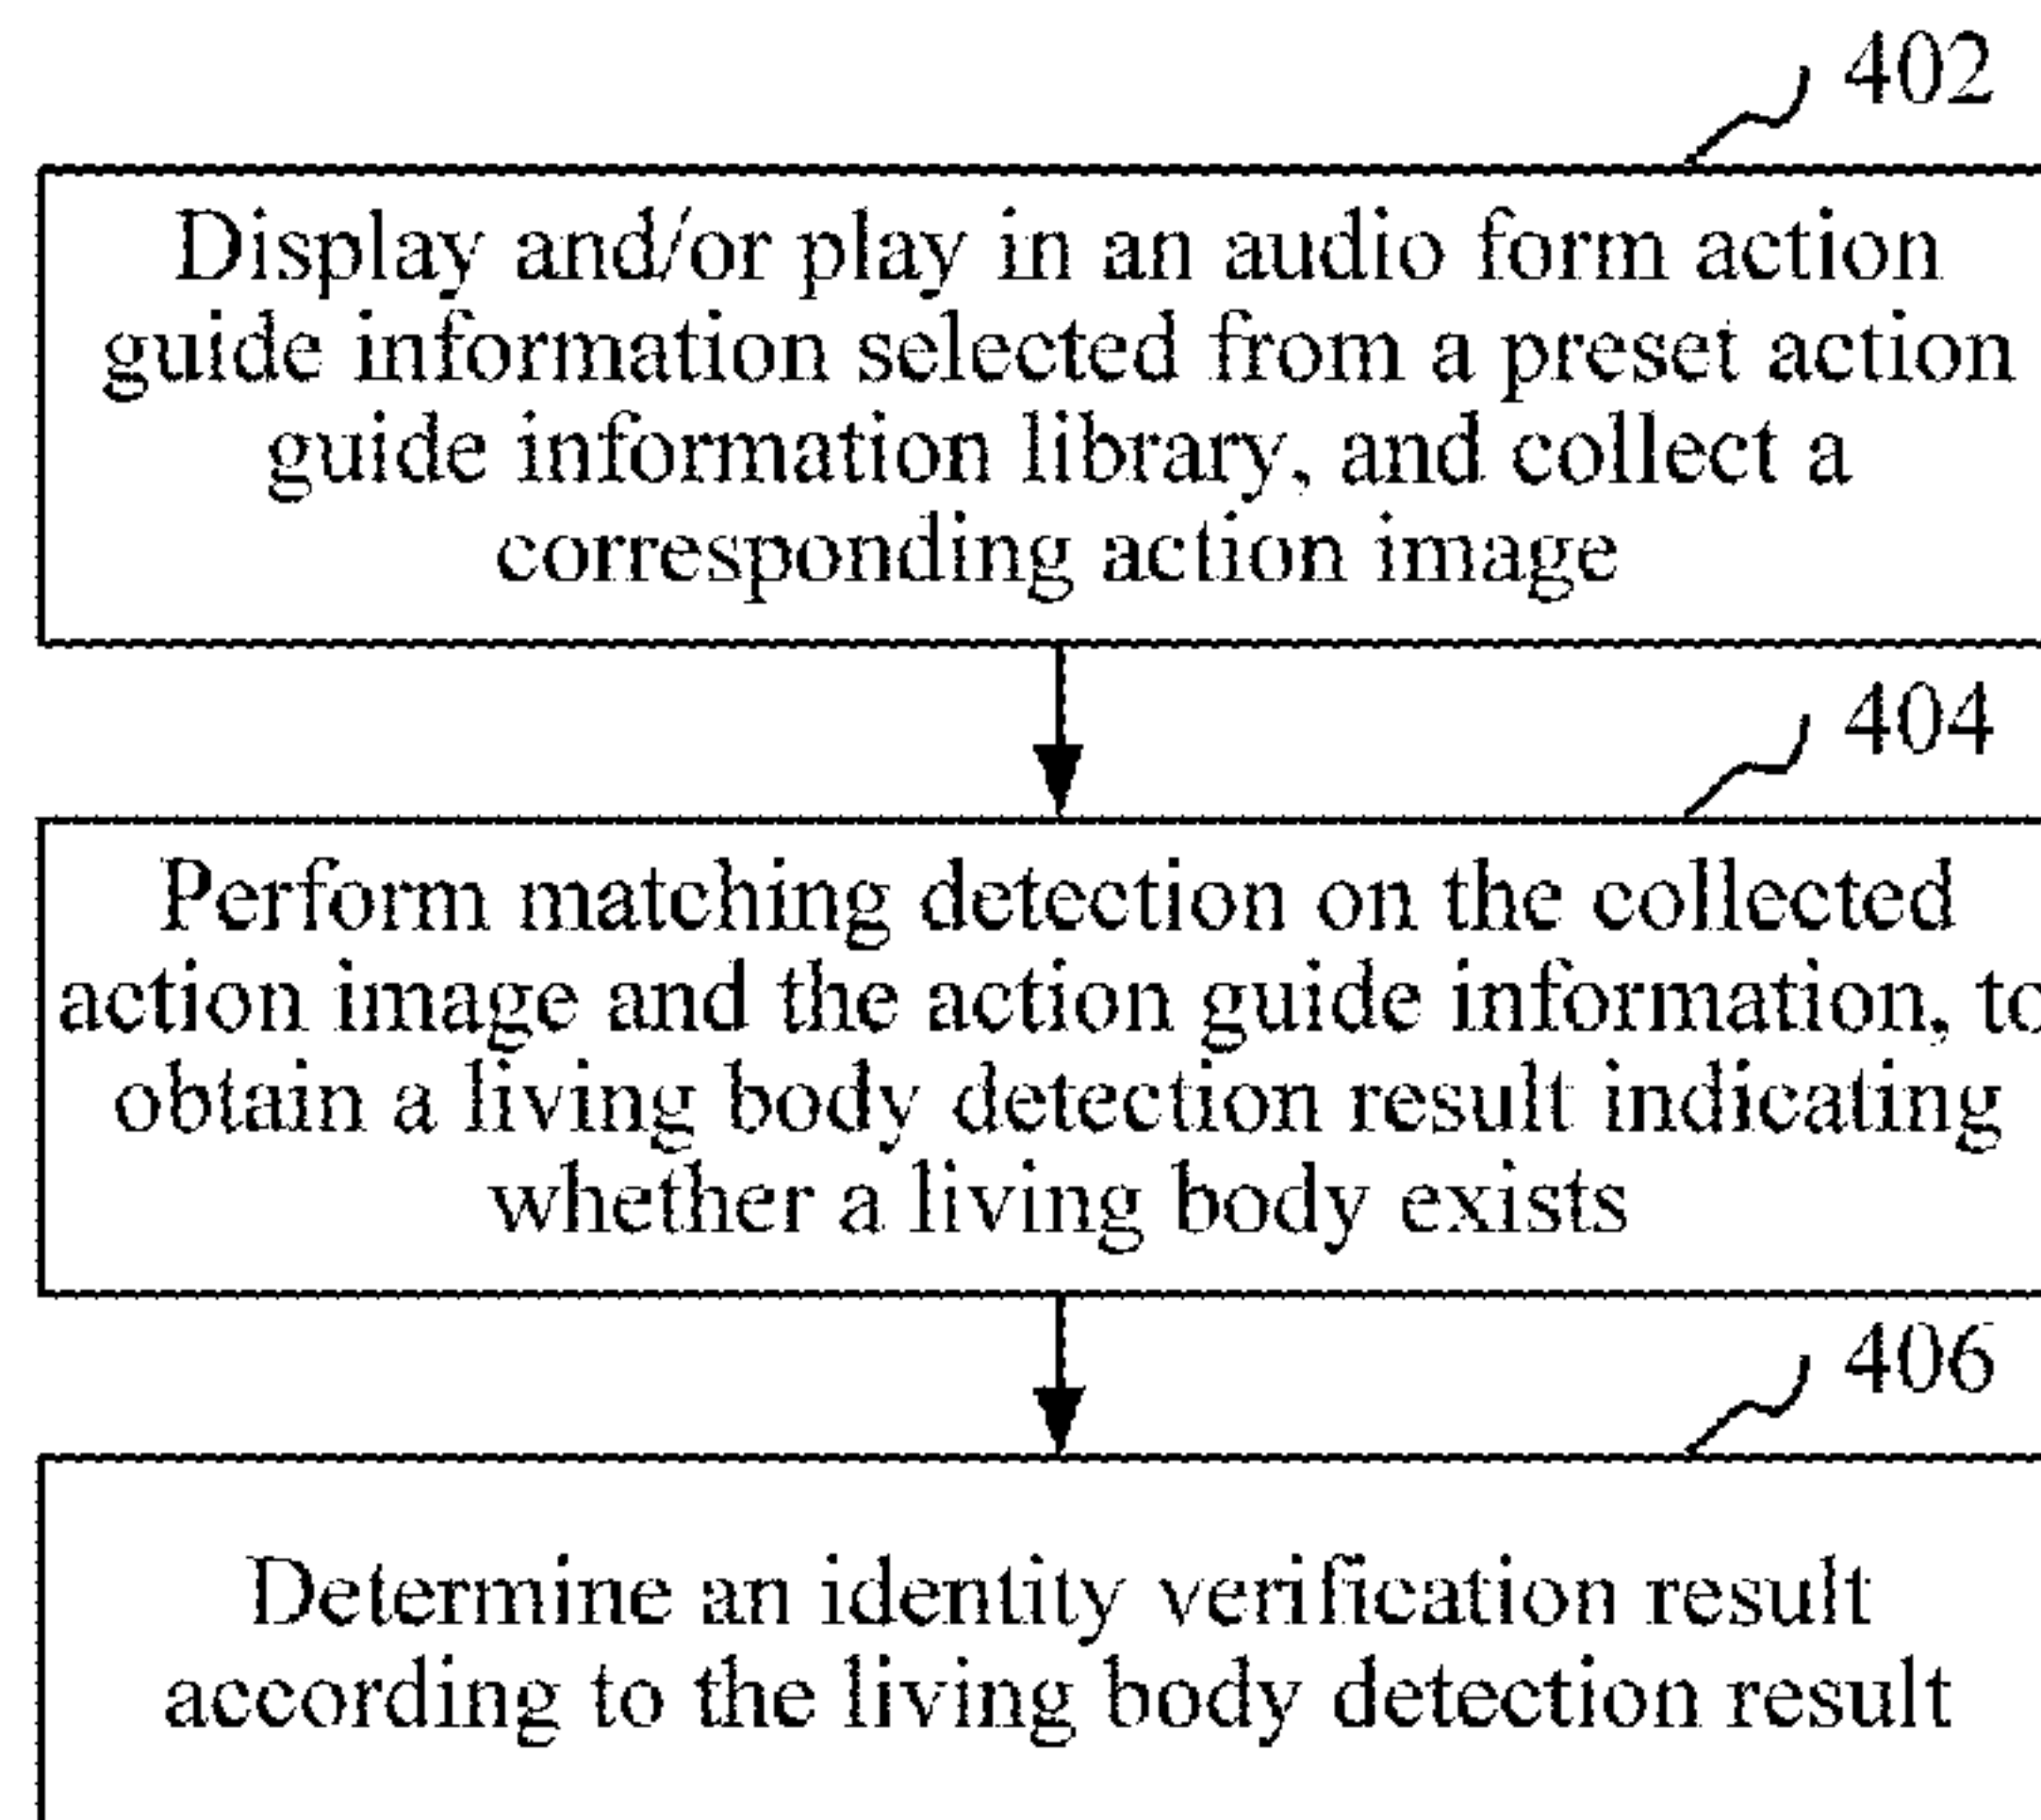 402
Display and/or play in an audio form action
guide information selected from a preset action
guide information library, and collect a
corresponding action image
404
Perform matching detection on the collected
action image and the action guide information, to
obtain a living body detection result indicating
whether a living body exists
406
Determine an identity verification result
according to the living body detection result